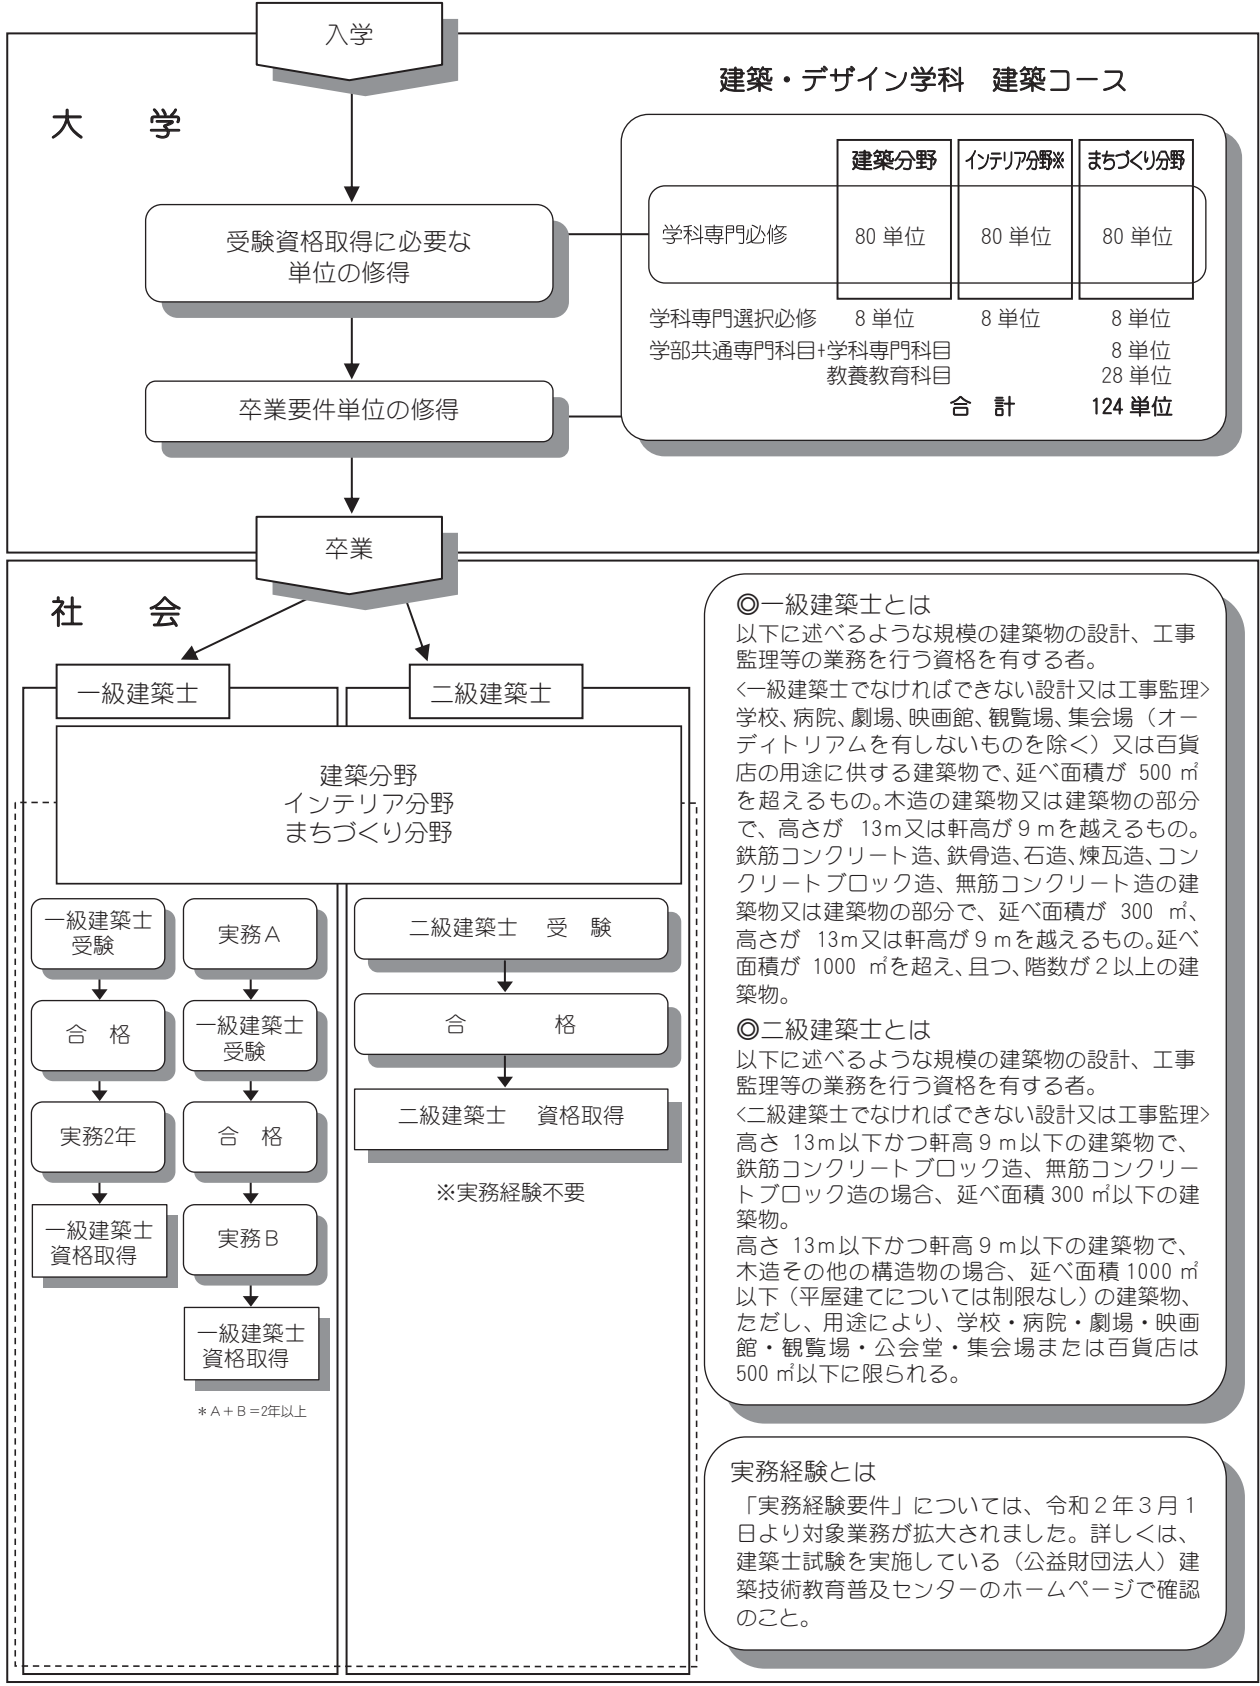 入学
大　学
建築・デザイン学科　建築コース
建築分野　インテリア分野※　まちづくり分野
学科専門必修　80 単位　80 単位　80 単位
学科専門選択必修　8 単位　8 単位　8 単位
学部共通専門科目+学科専門科目　8 単位
教養教育科目　28 単位
合　計　124 単位
受験資格取得に必要な
単位の修得
卒業要件単位の修得
卒業
社　会
一級建築士
二級建築士
建築分野
インテリア分野
まちづくり分野
一級建築士
受験
合　格
実務2年
一級建築士
資格取得
実務Ａ
一級建築士
受験
合　格
実務Ｂ
一級建築士
資格取得
＊Ａ＋Ｂ＝2年以上
二級建築士　受　験
合　格
二級建築士　資格取得
※実務経験不要
◎一級建築士とは
以下に述べるような規模の建築物の設計、工事
監理等の業務を行う資格を有する者。
<一級建築士でなければできない設計又は工事監理>
学校、病院、劇場、映画館、観覧場、集会場（オー
ディトリアムを有しないものを除く）又は百貨
店の用途に供する建築物で、延べ面積が 500 ㎡
を超えるもの。木造の建築物又は建築物の部分
で、高さが 13ｍ又は軒高が９ｍを越えるもの。
鉄筋コンクリート造、鉄骨造、石造、煉瓦造、コン
クリートブロック造、無筋コンクリート造の建
築物又は建築物の部分で、延べ面積が 300 ㎡、
高さが 13ｍ又は軒高が９ｍを越えるもの。延べ
面積が 1000 ㎡を超え、且つ、階数が２以上の建
築物。
◎二級建築士とは
以下に述べるような規模の建築物の設計、工事
監理等の業務を行う資格を有する者。
<二級建築士でなければできない設計又は工事監理>
高さ 13ｍ以下かつ軒高９ｍ以下の建築物で、
鉄筋コンクリートブロック造、無筋コンクリー
トブロック造の場合、延べ面積 300 ㎡以下の建
築物。
高さ 13ｍ以下かつ軒高９ｍ以下の建築物で、
木造その他の構造物の場合、延べ面積 1000 ㎡
以下（平屋建てについては制限なし）の建築物、
ただし、用途により、学校・病院・劇場・映画
館・観覧場・公会堂・集会場または百貨店は
500 ㎡以下に限られる。
実務経験とは
「実務経験要件」については、令和２年３月１
日より対象業務が拡大されました。詳しくは、
建築士試験を実施している（公益財団法人）建
築技術教育普及センターのホームページで確認
のこと。